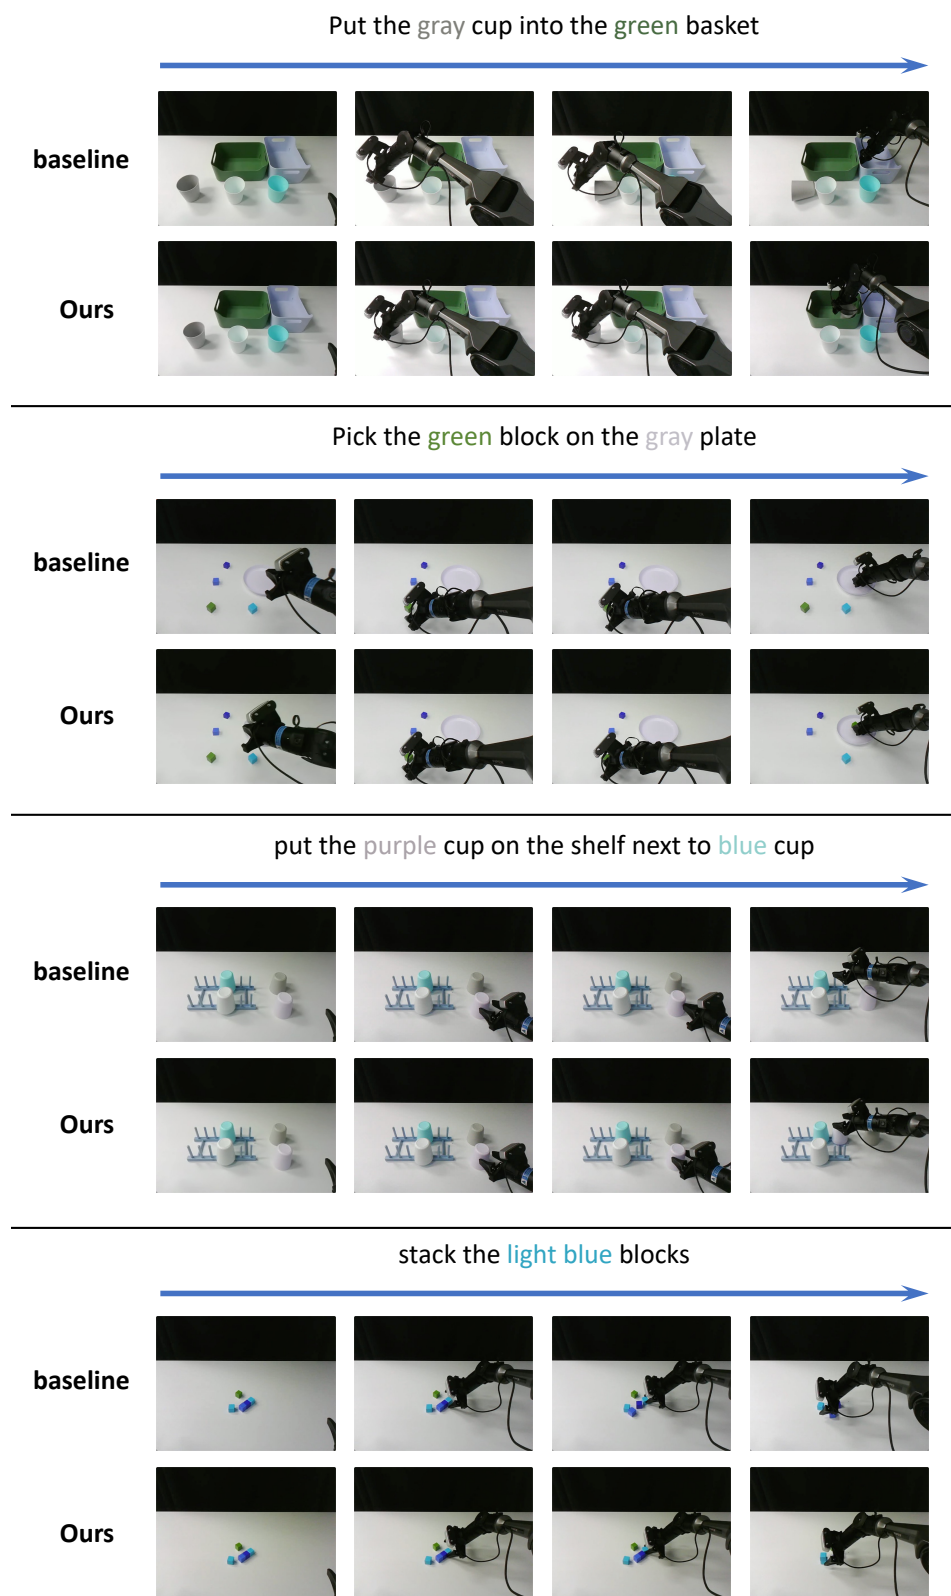 Put the gray cup into the green basket
baseline
Ours
Pick the green block on the gray plate
baseline
Ours
put the purple cup on the shelf next to blue cup
baseline
Ours
stack the light blue blocks
baseline
Ours